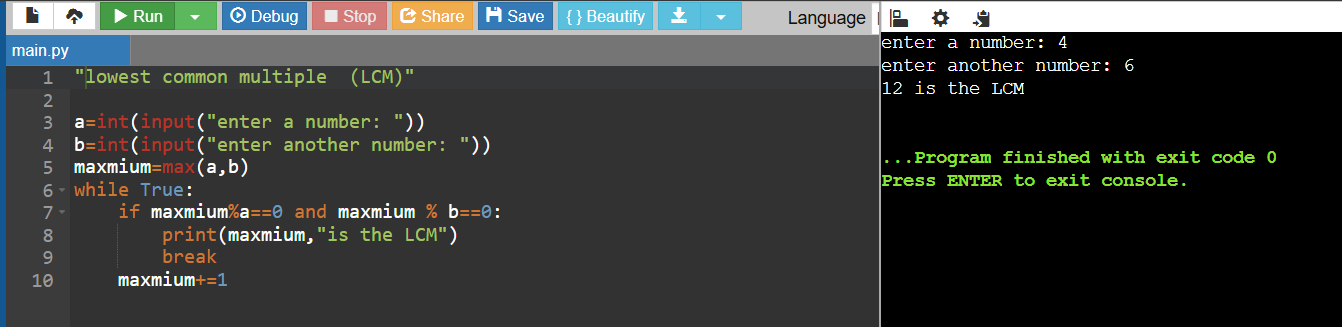 Run Debug Stop Share Save { } Beautify Language
main.py
1 "lowest common multiple  (LCM)"
2
3 a=int(input("enter a number: "))
4 b=int(input("enter another number: "))
5 maxmium=max(a,b)
6 while True:
7     if maxmium%a==0 and maxmium % b==0:
8         print(maxmium,"is the LCM")
9         break
10     maxmium+=1
enter a number: 4
enter another number: 6
12 is the LCM
...Program finished with exit code 0
Press ENTER to exit console.